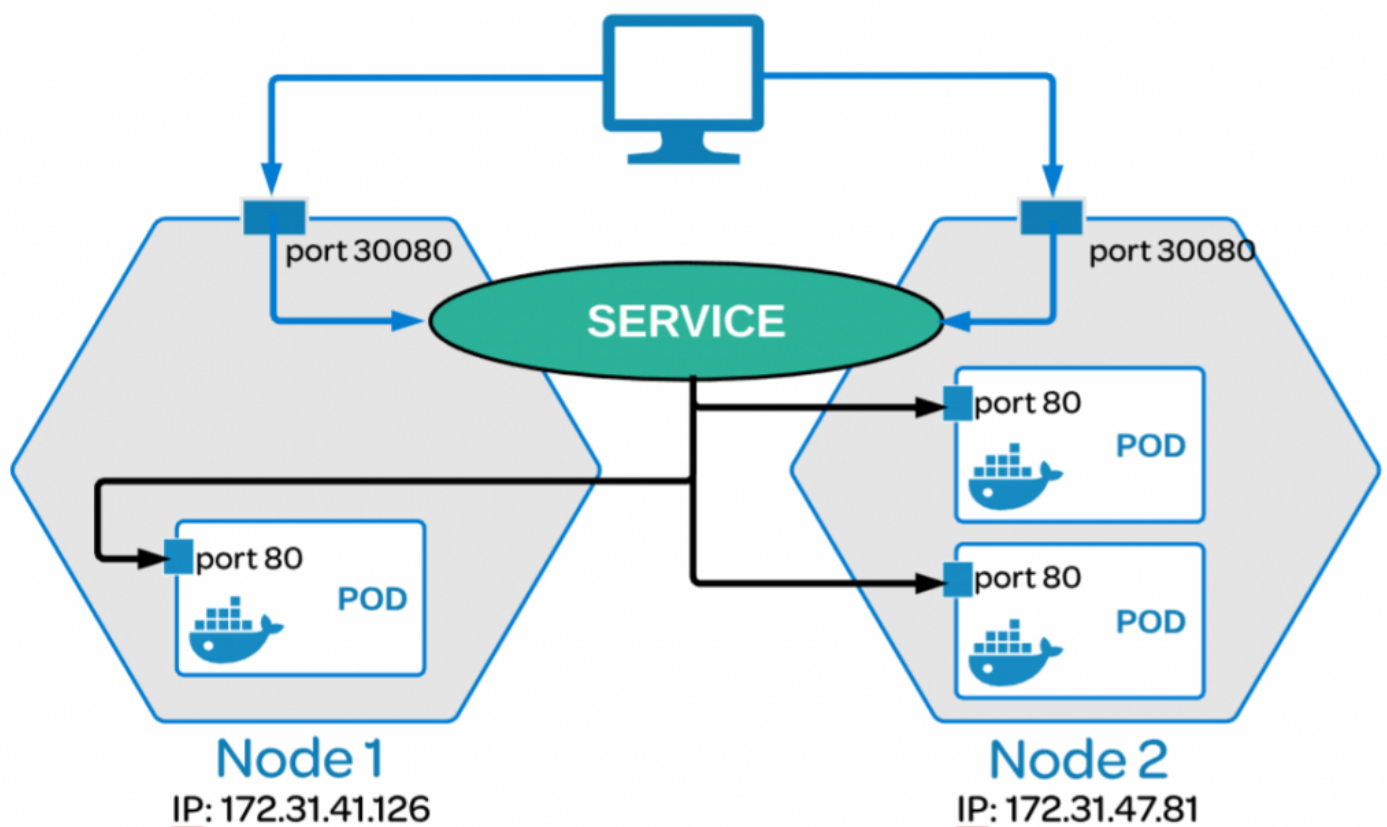 port 30080
port 30080
SERVICE
port 80
POD
port 80
POD
port 80
POD
Node 1
IP: 172.31.41.126
Node 2
IP: 172.31.47.81